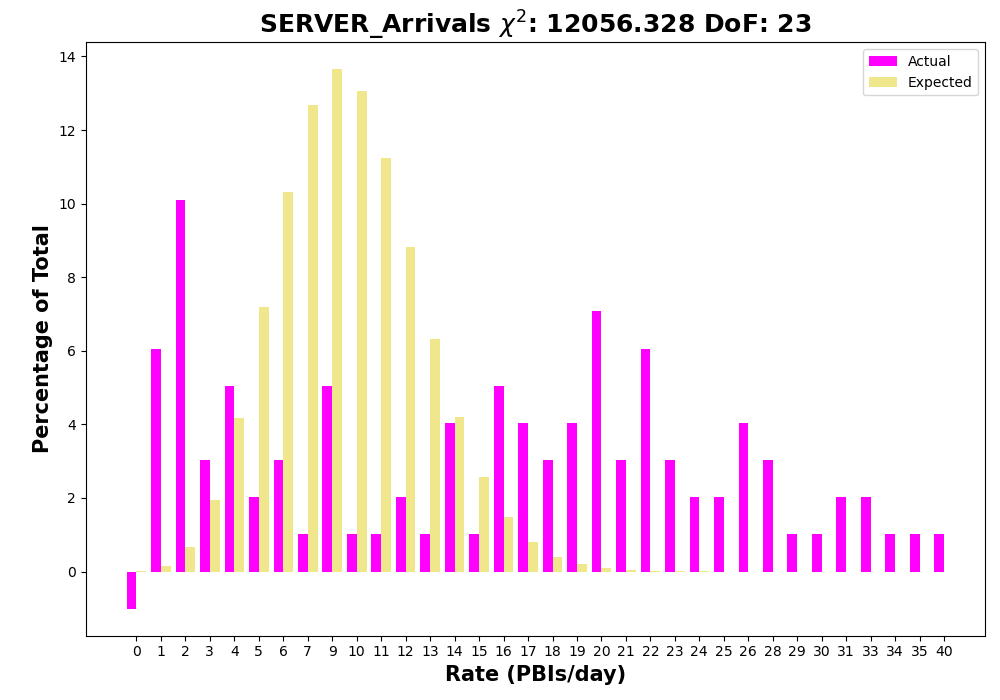 SERVER_Arrivals χ²: 12056.328 DoF: 23
Actual
Expected
Percentage of Total
14
12
10
8
6
4
2
0
0 1 2 3 4 5 6 7 9 10 11 12 13 14 15 16 17 18 19 20 21 22 23 24 25 26 28 29 30 31 33 34 35 40
Rate (PBIs/day)